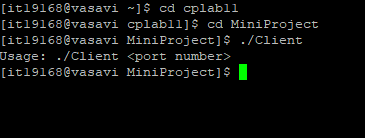 [it19168@vasavi ~]$ cd cplab11
[it19168@vasavi cplab11]$ cd MiniProject
[it19168@vasavi MiniProject]$ ./Client
Usage: ./Client <port number>
[it19168@vasavi MiniProject]$